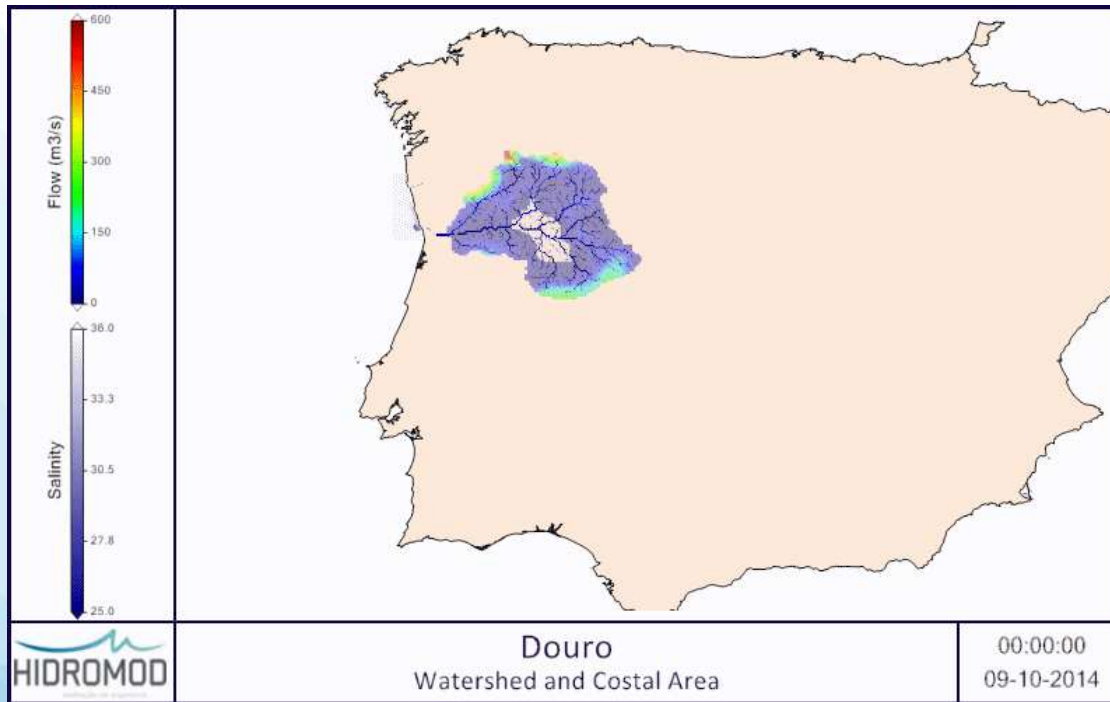 600
450
300
150
0
Flow (m3/s)
36.0
33.3
30.5
27.8
25.0
Salinity
HIDROMOD
Douro
Watershed and Costal Area
00:00:00
09-10-2014